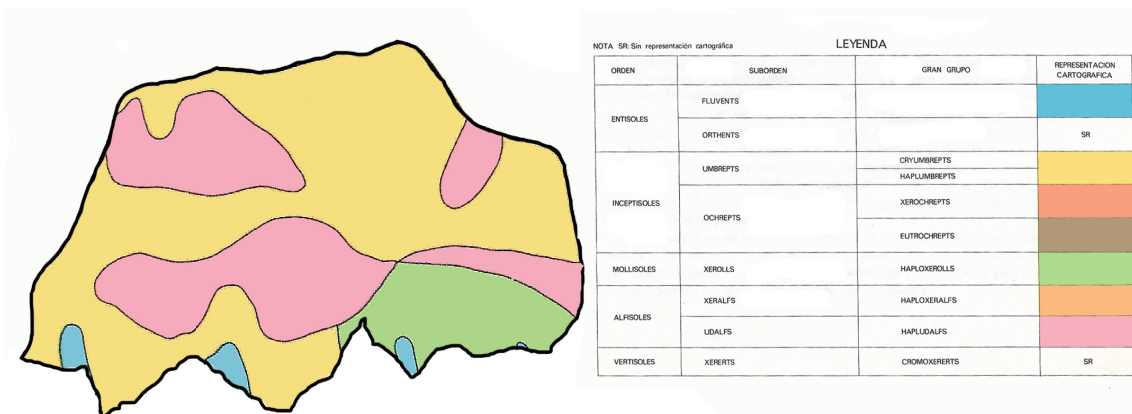 NOTA SR: Sin representación cartográfica
LEYENDA
ORDEN
SUBORDEN
GRAN GRUPO
REPRESENTACION
CARTOGRAFICA
ENTISOLES
FLUVENTS
ORTHENTS
SR
INCEPTISOLES
UMBREPTS
CRYUMBREPTS
HAPLUMBREPTS
OCHREPTS
XEROCHREPTS
EUTROCHREPTS
MOLLISOLES
XEROLLS
HAPLOXEROLLS
ALFISOLES
XERALFS
HAPLOXERALFS
UDALFS
HAPLUDALFS
VERTISOLES
XERERTS
CROMOXERERTS
SR